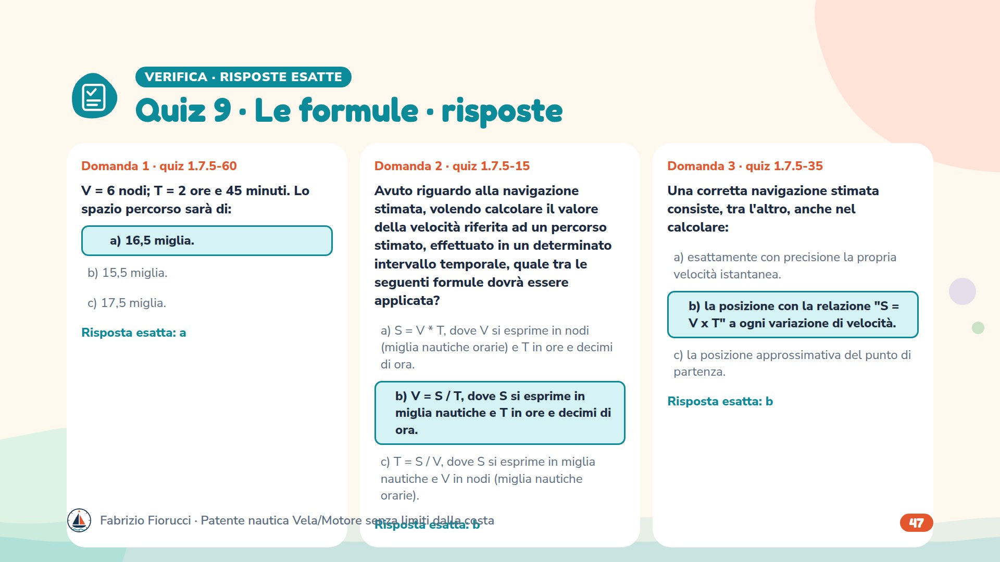 VERIFICA · RISPOSTE ESATTE
Quiz 9 · Le formule · risposte
Domanda 1 · quiz 1.7.5-60
V = 6 nodi; T = 2 ore e 45 minuti. Lo
spazio percorso sarà di:
a) 16,5 miglia.
b) 15,5 miglia.
c) 17,5 miglia.
Risposta esatta: a
Domanda 2 · quiz 1.7.5-15
Avuto riguardo alla navigazione
stimata, volendo calcolare il valore
della velocità riferita ad un percorso
stimato, effettuato in un determinato
intervallo temporale, quale tra le
seguenti formule dovrà essere
applicata?
a) S = V * T, dove V si esprime in nodi
(miglia nautiche orarie) e T in ore e decimi
di ora.
b) V = S / T, dove S si esprime in
miglia nautiche e T in ore e decimi di
ora.
c) T = S / V, dove S si esprime in miglia
nautiche e V in nodi (miglia nautiche
orarie).
Risposta esatta: b
Domanda 3 · quiz 1.7.5-35
Una corretta navigazione stimata
consiste, tra l'altro, anche nel
calcolare:
a) esattamente con precisione la propria
velocità istantanea.
b) la posizione con la relazione "S =
V x T" a ogni variazione di velocità.
c) la posizione approssimativa del punto di
partenza.
Risposta esatta: b
Fabrizio Fiorucci · Patente nautica Vela/Motore senza limiti dalla costa
47